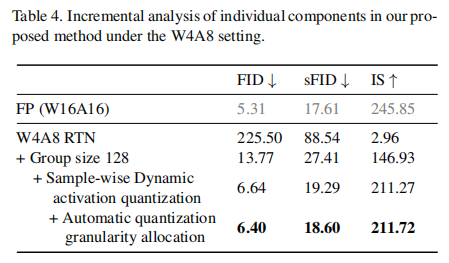 Table 4. Incremental analysis of individual components in our pro-
posed method under the W4A8 setting.
FID ↓ sFID ↓ IS ↑
FP (W16A16) 5.31 17.61 245.85
W4A8 RTN 225.50 88.54 2.96
+ Group size 128 13.77 27.41 146.93
+ Sample-wise Dynamic
activation quantization 6.64 19.29 211.27
+ Automatic quantization
granularity allocation 6.40 18.60 211.72